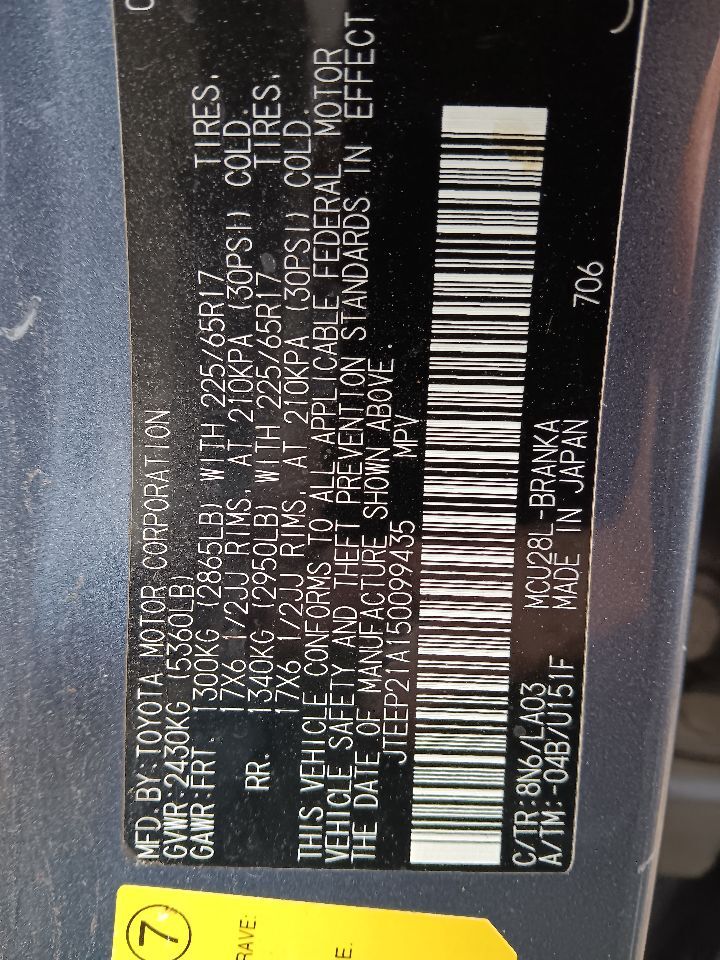 MFD. BY: TOYOTA MOTOR CORPORATION
GVWR: 2430KG (5360LB)
GAWR: FRT 1300KG (2865LB) WITH 225/65R17 TIRES,
17X6 1/2JJ RIMS, AT 210KPA (30PSI) COLD.
RR. 1340KG (2950LB) WITH 225/65R17 TIRES,
17X6 1/2JJ RIMS, AT 210KPA (30PSI) COLD.
THIS VEHICLE CONFORMS TO ALL APPLICABLE FEDERAL MOTOR
VEHICLE SAFETY AND THEFT PREVENTION STANDARDS IN EFFECT
THE DATE OF MANUFACTURE SHOWN ABOVE
JTEEP21A150099435 MPV
C/TR: 8N6/LA03 MCU28L-BRANKA 706
A/TM: -04B/U151F MADE IN JAPAN
7
RAVE:
E.